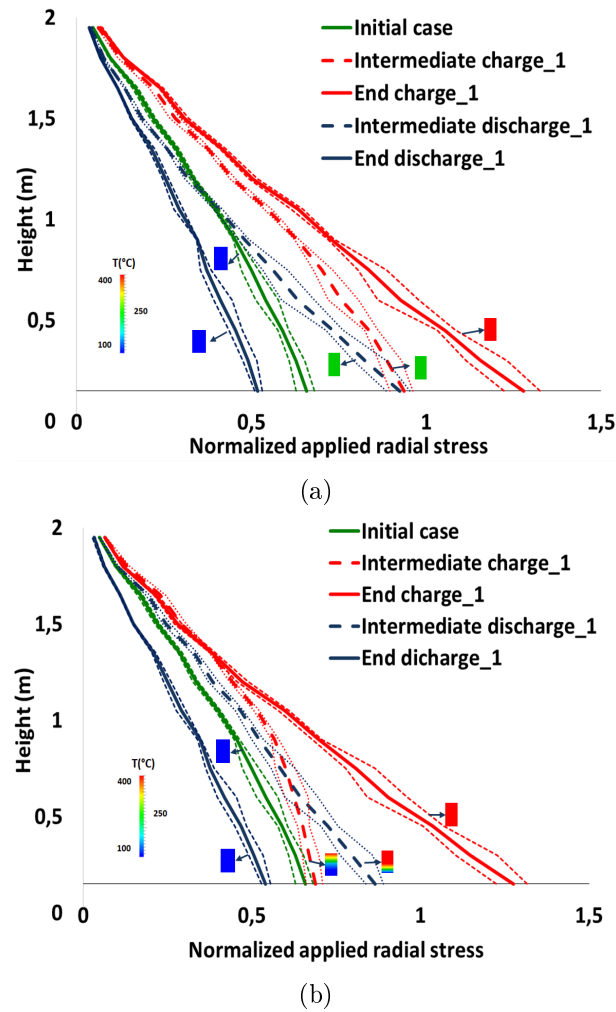 2
Initial case
Intermediate charge_1
End charge_1
Intermediate discharge_1
End discharge_1
1,5
Height (m)
1
T(°C)
400
250
100
0,5
0
0,5
1
1,5
0
Normalized applied radial stress
(a)
2
Initial case
Intermediate charge_1
End charge_1
Intermediate discharge_1
End dicharge_1
1,5
Height (m)
1
T(°C)
400
250
100
0,5
0
0
0,5
1
1,5
Normalized applied radial stress
(b)